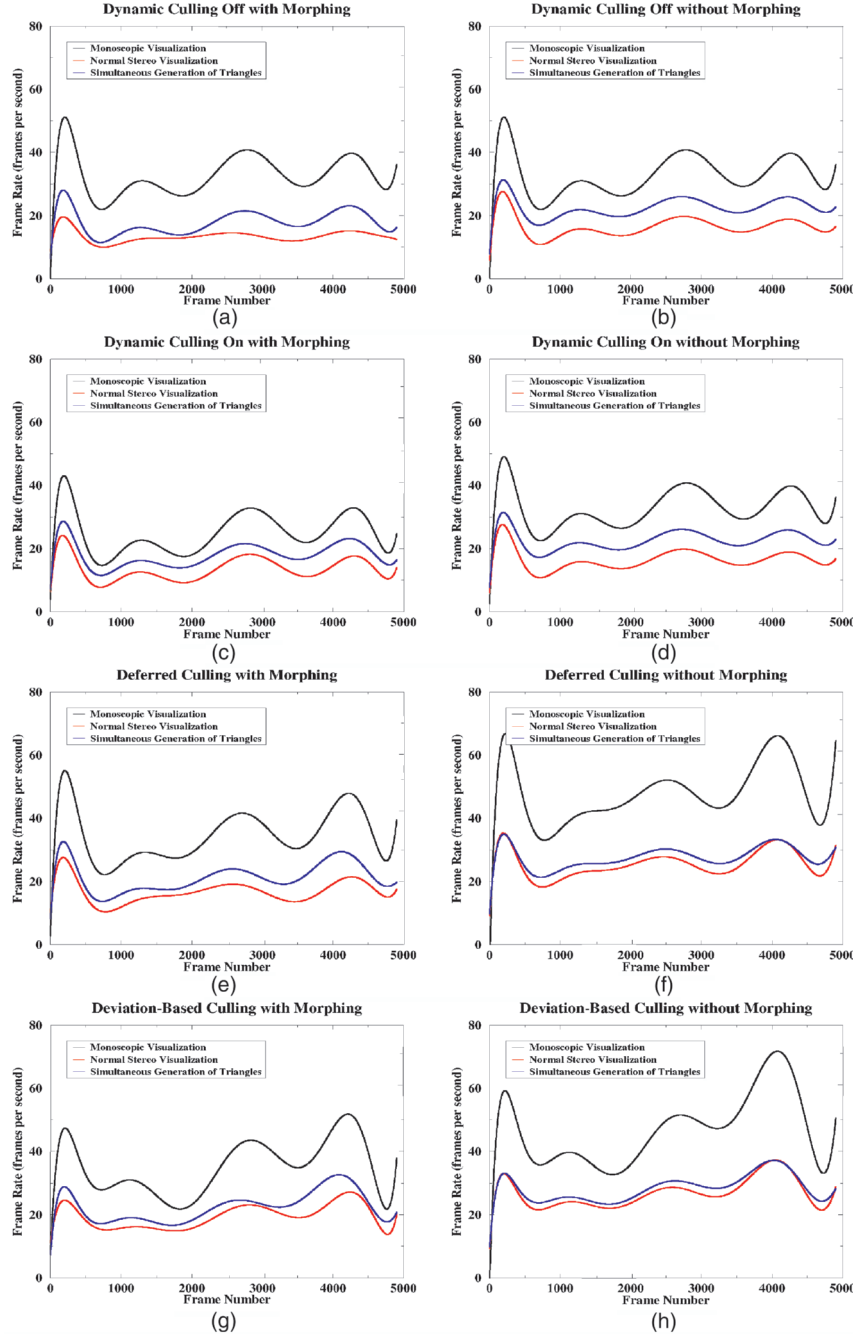 Dynamic Culling Off with Morphing
80
60
40
20
0
Frame Rate (frames per second)
Monoscopic Visualization
Normal Stereo Visualization
Simultaneous Generation of Triangles
0 1000 2000 3000 4000 5000
Frame Number
(a)
Dynamic Culling Off without Morphing
80
60
40
20
0
Frame Rate (frames per second)
Monoscopic Visualization
Normal Stereo Visualization
Simultaneous Generation of Triangles
0 1000 2000 3000 4000 5000
Frame Number
(b)
Dynamic Culling On with Morphing
80
60
40
20
0
Frame Rate (frames per second)
Monoscopic Visualization
Normal Stereo Visualization
Simultaneous Generation of Triangles
0 1000 2000 3000 4000 5000
Frame Number
(c)
Dynamic Culling On without Morphing
80
60
40
20
0
Frame Rate (frames per second)
Monoscopic Visualization
Normal Stereo Visualization
Simultaneous Generation of Triangles
0 1000 2000 3000 4000 5000
Frame Number
(d)
Deferred Culling with Morphing
80
60
40
20
0
Frame Rate (frames per second)
Monoscopic Visualization
Normal Stereo Visualization
Simultaneous Generation of Triangles
0 1000 2000 3000 4000 5000
Frame Number
(e)
Deferred Culling without Morphing
80
60
40
20
0
Frame Rate (frames per second)
Monoscopic Visualization
Normal Stereo Visualization
Simultaneous Generation of Triangles
0 1000 2000 3000 4000 5000
Frame Number
(f)
Deviation-Based Culling with Morphing
80
60
40
20
0
Frame Rate (frames per second)
Monoscopic Visualization
Normal Stereo Visualization
Simultaneous Generation of Triangles
0 1000 2000 3000 4000 5000
Frame Number
(g)
Deviation-Based Culling without Morphing
80
60
40
20
0
Frame Rate (frames per second)
Monoscopic Visualization
Normal Stereo Visualization
Simultaneous Generation of Triangles
0 1000 2000 3000 4000 5000
Frame Number
(h)